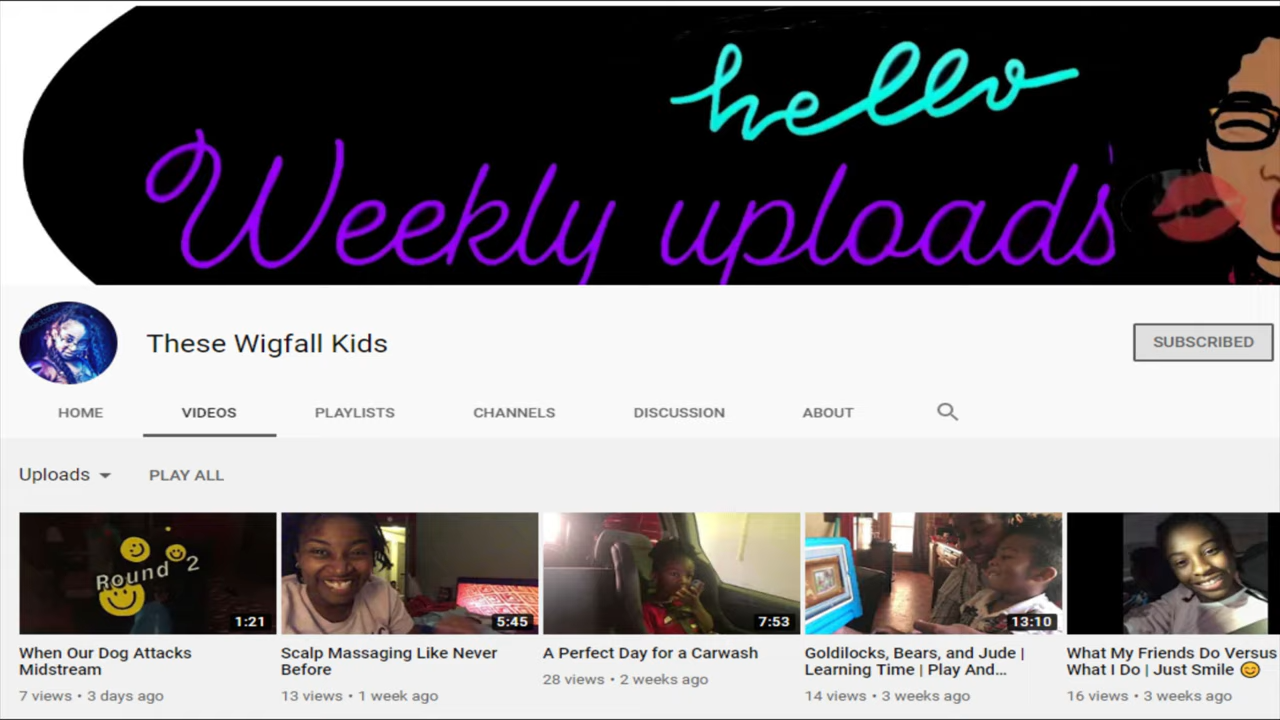 hello
Weekly uploads
These Wigfall Kids
SUBSCRIBED
HOME VIDEOS PLAYLISTS CHANNELS DISCUSSION ABOUT
Uploads PLAY ALL
Round 2
1:21 5:45 7:53 13:10
When Our Dog Attacks
Midstream
7 views • 3 days ago
Scalp Massaging Like Never
Before
13 views • 1 week ago
A Perfect Day for a Carwash
28 views • 2 weeks ago
Goldilocks, Bears, and Jude |
Learning Time | Play And...
14 views • 3 weeks ago
What My Friends Do Versus
What I Do | Just Smile 😊
16 views • 3 weeks ago